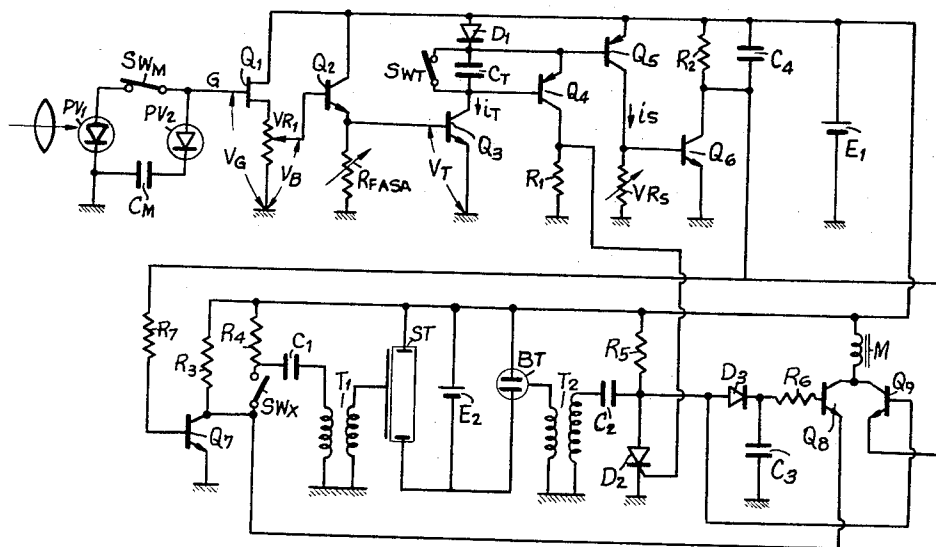 D1
Q1
Q5
SWM
Q2
SWT
CT
R2
C4
G
Q4
PV1
PV2
VR1
iT
iS
Q3
Q6
E1
VG
VB
RFASA
VT
R1
VR5
CM
R7
R3
R4
C1
ST
BT
R5
M
T1
T2
D3
R6
Q9
SWX
E2
C2
Q7
Q8
D2
C3